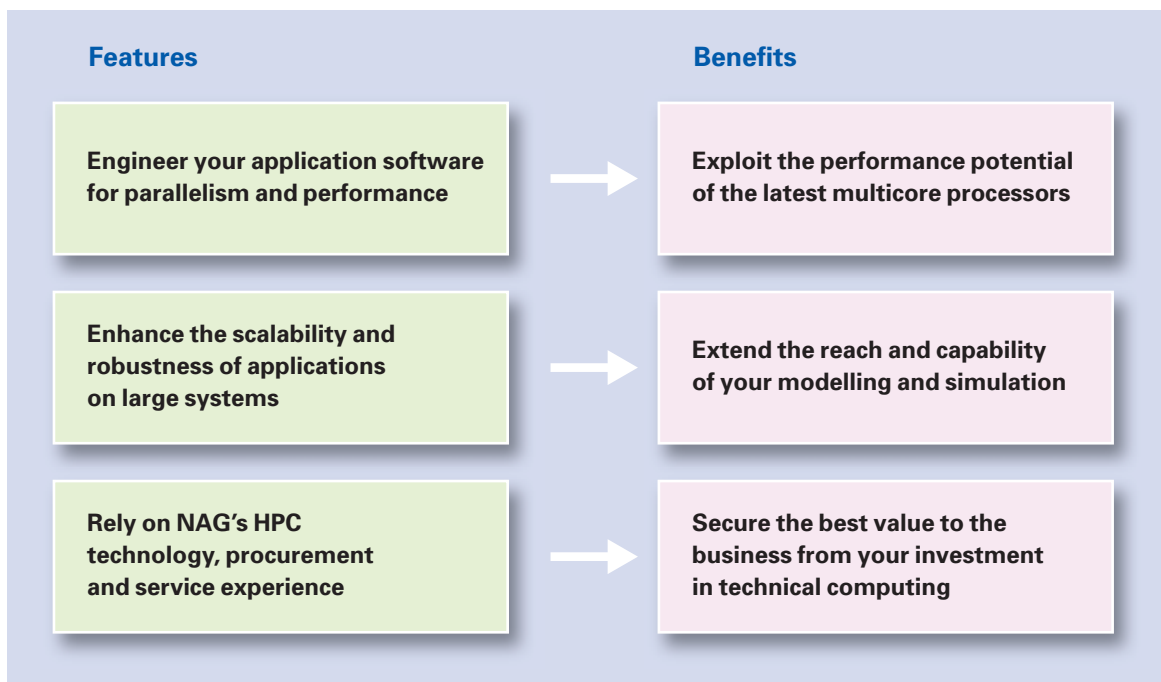 Features
Benefits
Engineer your application software
for parallelism and performance
Exploit the performance potential
of the latest multicore processors
Enhance the scalability and
robustness of applications
on large systems
Extend the reach and capability
of your modelling and simulation
Rely on NAG's HPC
technology, procurement
and service experience
Secure the best value to the
business from your investment
in technical computing